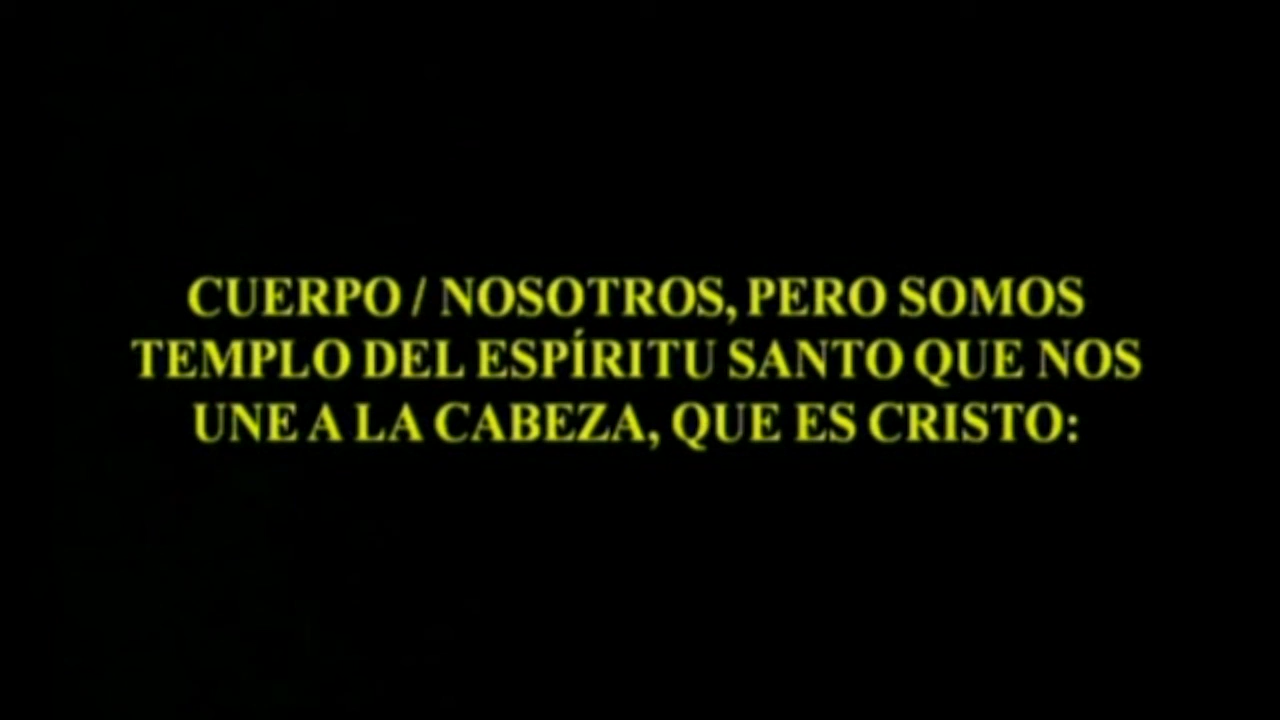 CUERPO / NOSOTROS, PERO SOMOS
TEMPLO DEL ESPÍRITU SANTO QUE NOS
UNE A LA CABEZA, QUE ES CRISTO: